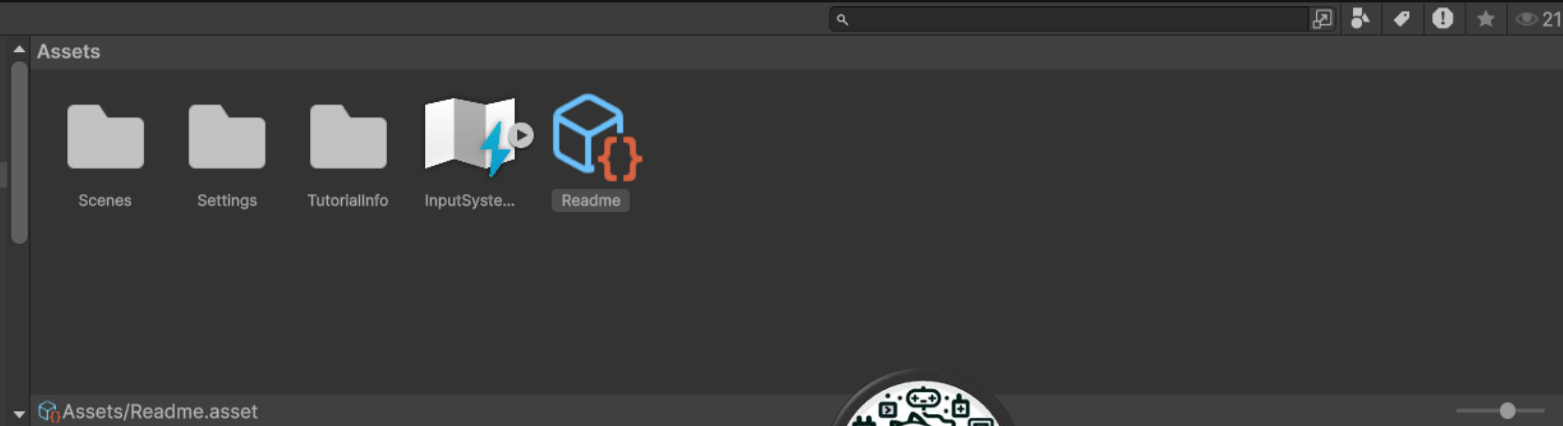 21
Assets
Scenes
Settings
TutorialInfo
InputSyste...
Readme
Assets/Readme.asset